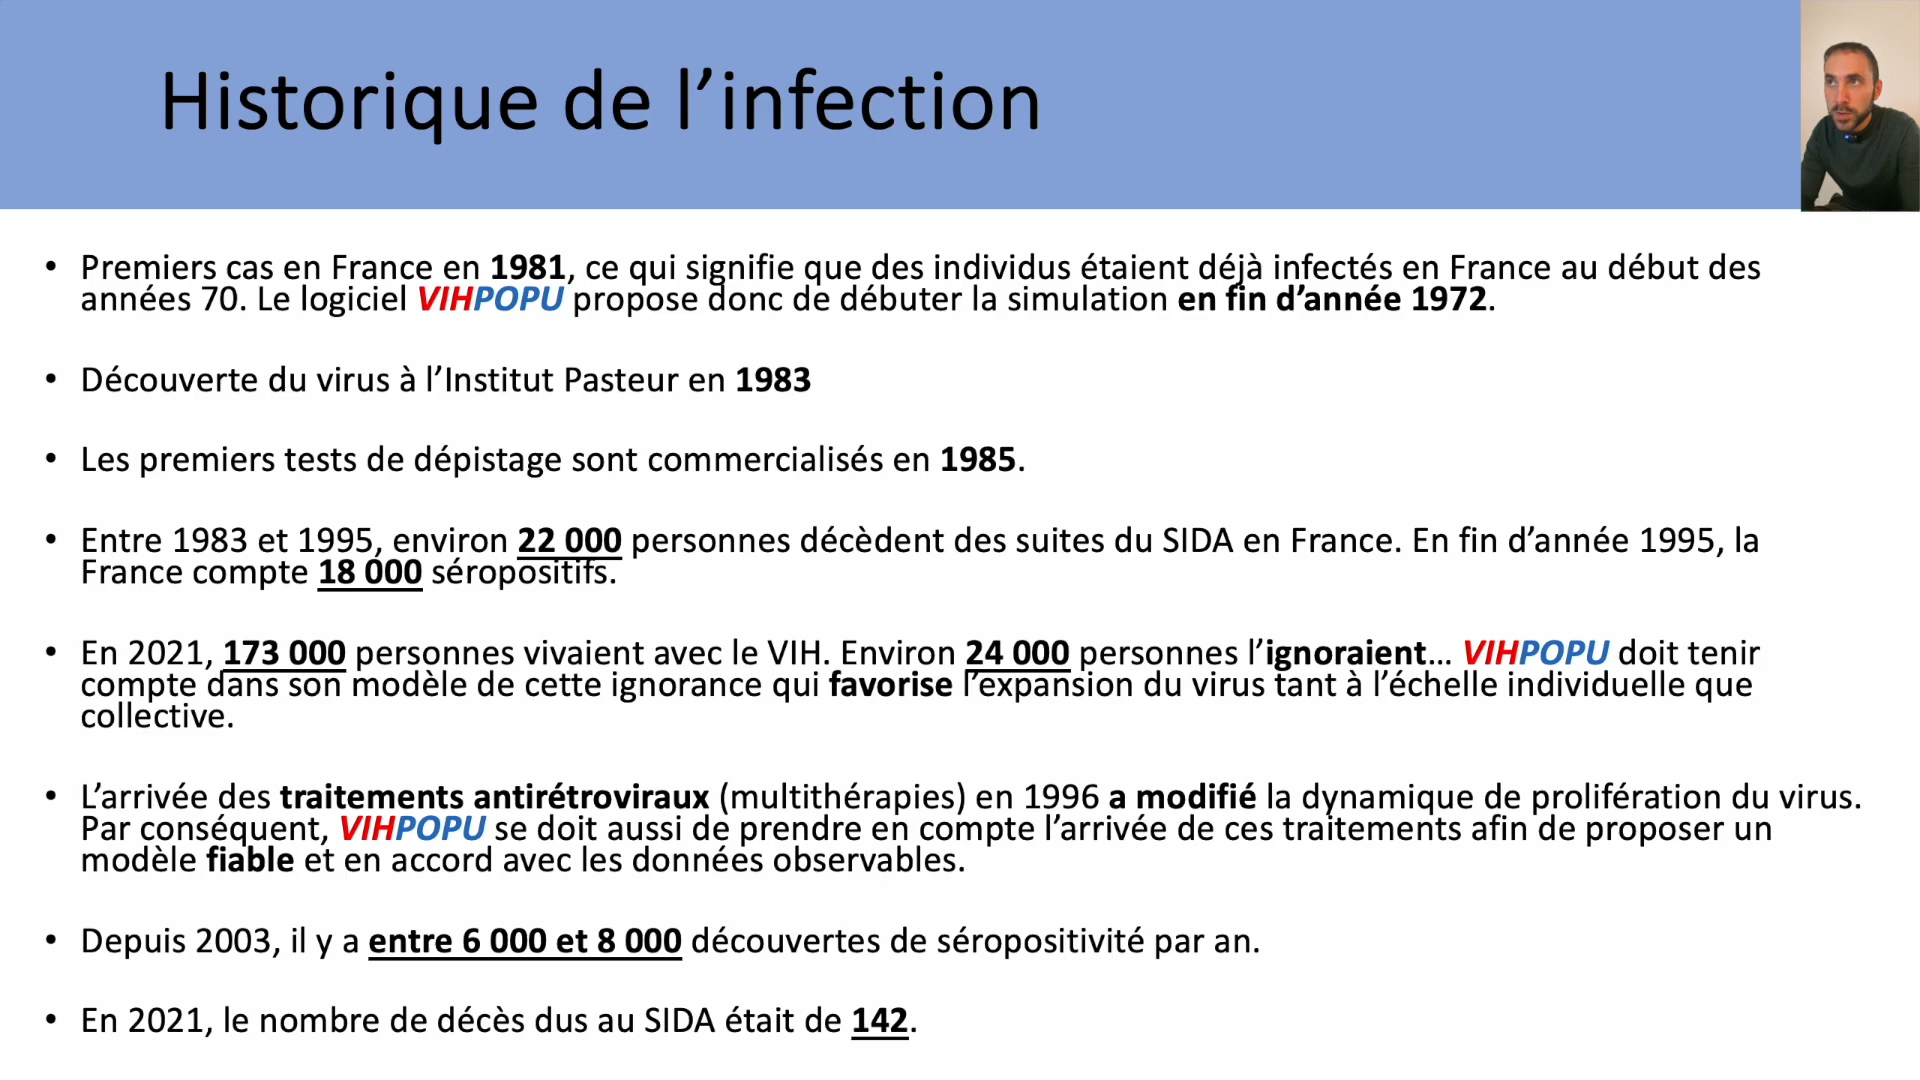 Historique de l’infection
• Premiers cas en France en 1981, ce qui signifie que des individus étaient déjà infectés en France au début des
années 70. Le logiciel VIHPOPU propose donc de débuter la simulation en fin d’année 1972.
• Découverte du virus à l’Institut Pasteur en 1983
• Les premiers tests de dépistage sont commercialisés en 1985.
• Entre 1983 et 1995, environ 22 000 personnes décèdent des suites du SIDA en France. En fin d’année 1995, la
France compte 18 000 séropositifs.
• En 2021, 173 000 personnes vivaient avec le VIH. Environ 24 000 personnes l’ignoraient… VIHPOPU doit tenir
compte dans son modèle de cette ignorance qui favorise l’expansion du virus tant à l’échelle individuelle que
collective.
• L’arrivée des traitements antirétroviraux (multithérapies) en 1996 a modifié la dynamique de prolifération du virus.
Par conséquent, VIHPOPU se doit aussi de prendre en compte l’arrivée de ces traitements afin de proposer un
modèle fiable et en accord avec les données observables.
• Depuis 2003, il y a entre 6 000 et 8 000 découvertes de séropositivité par an.
• En 2021, le nombre de décès dus au SIDA était de 142.